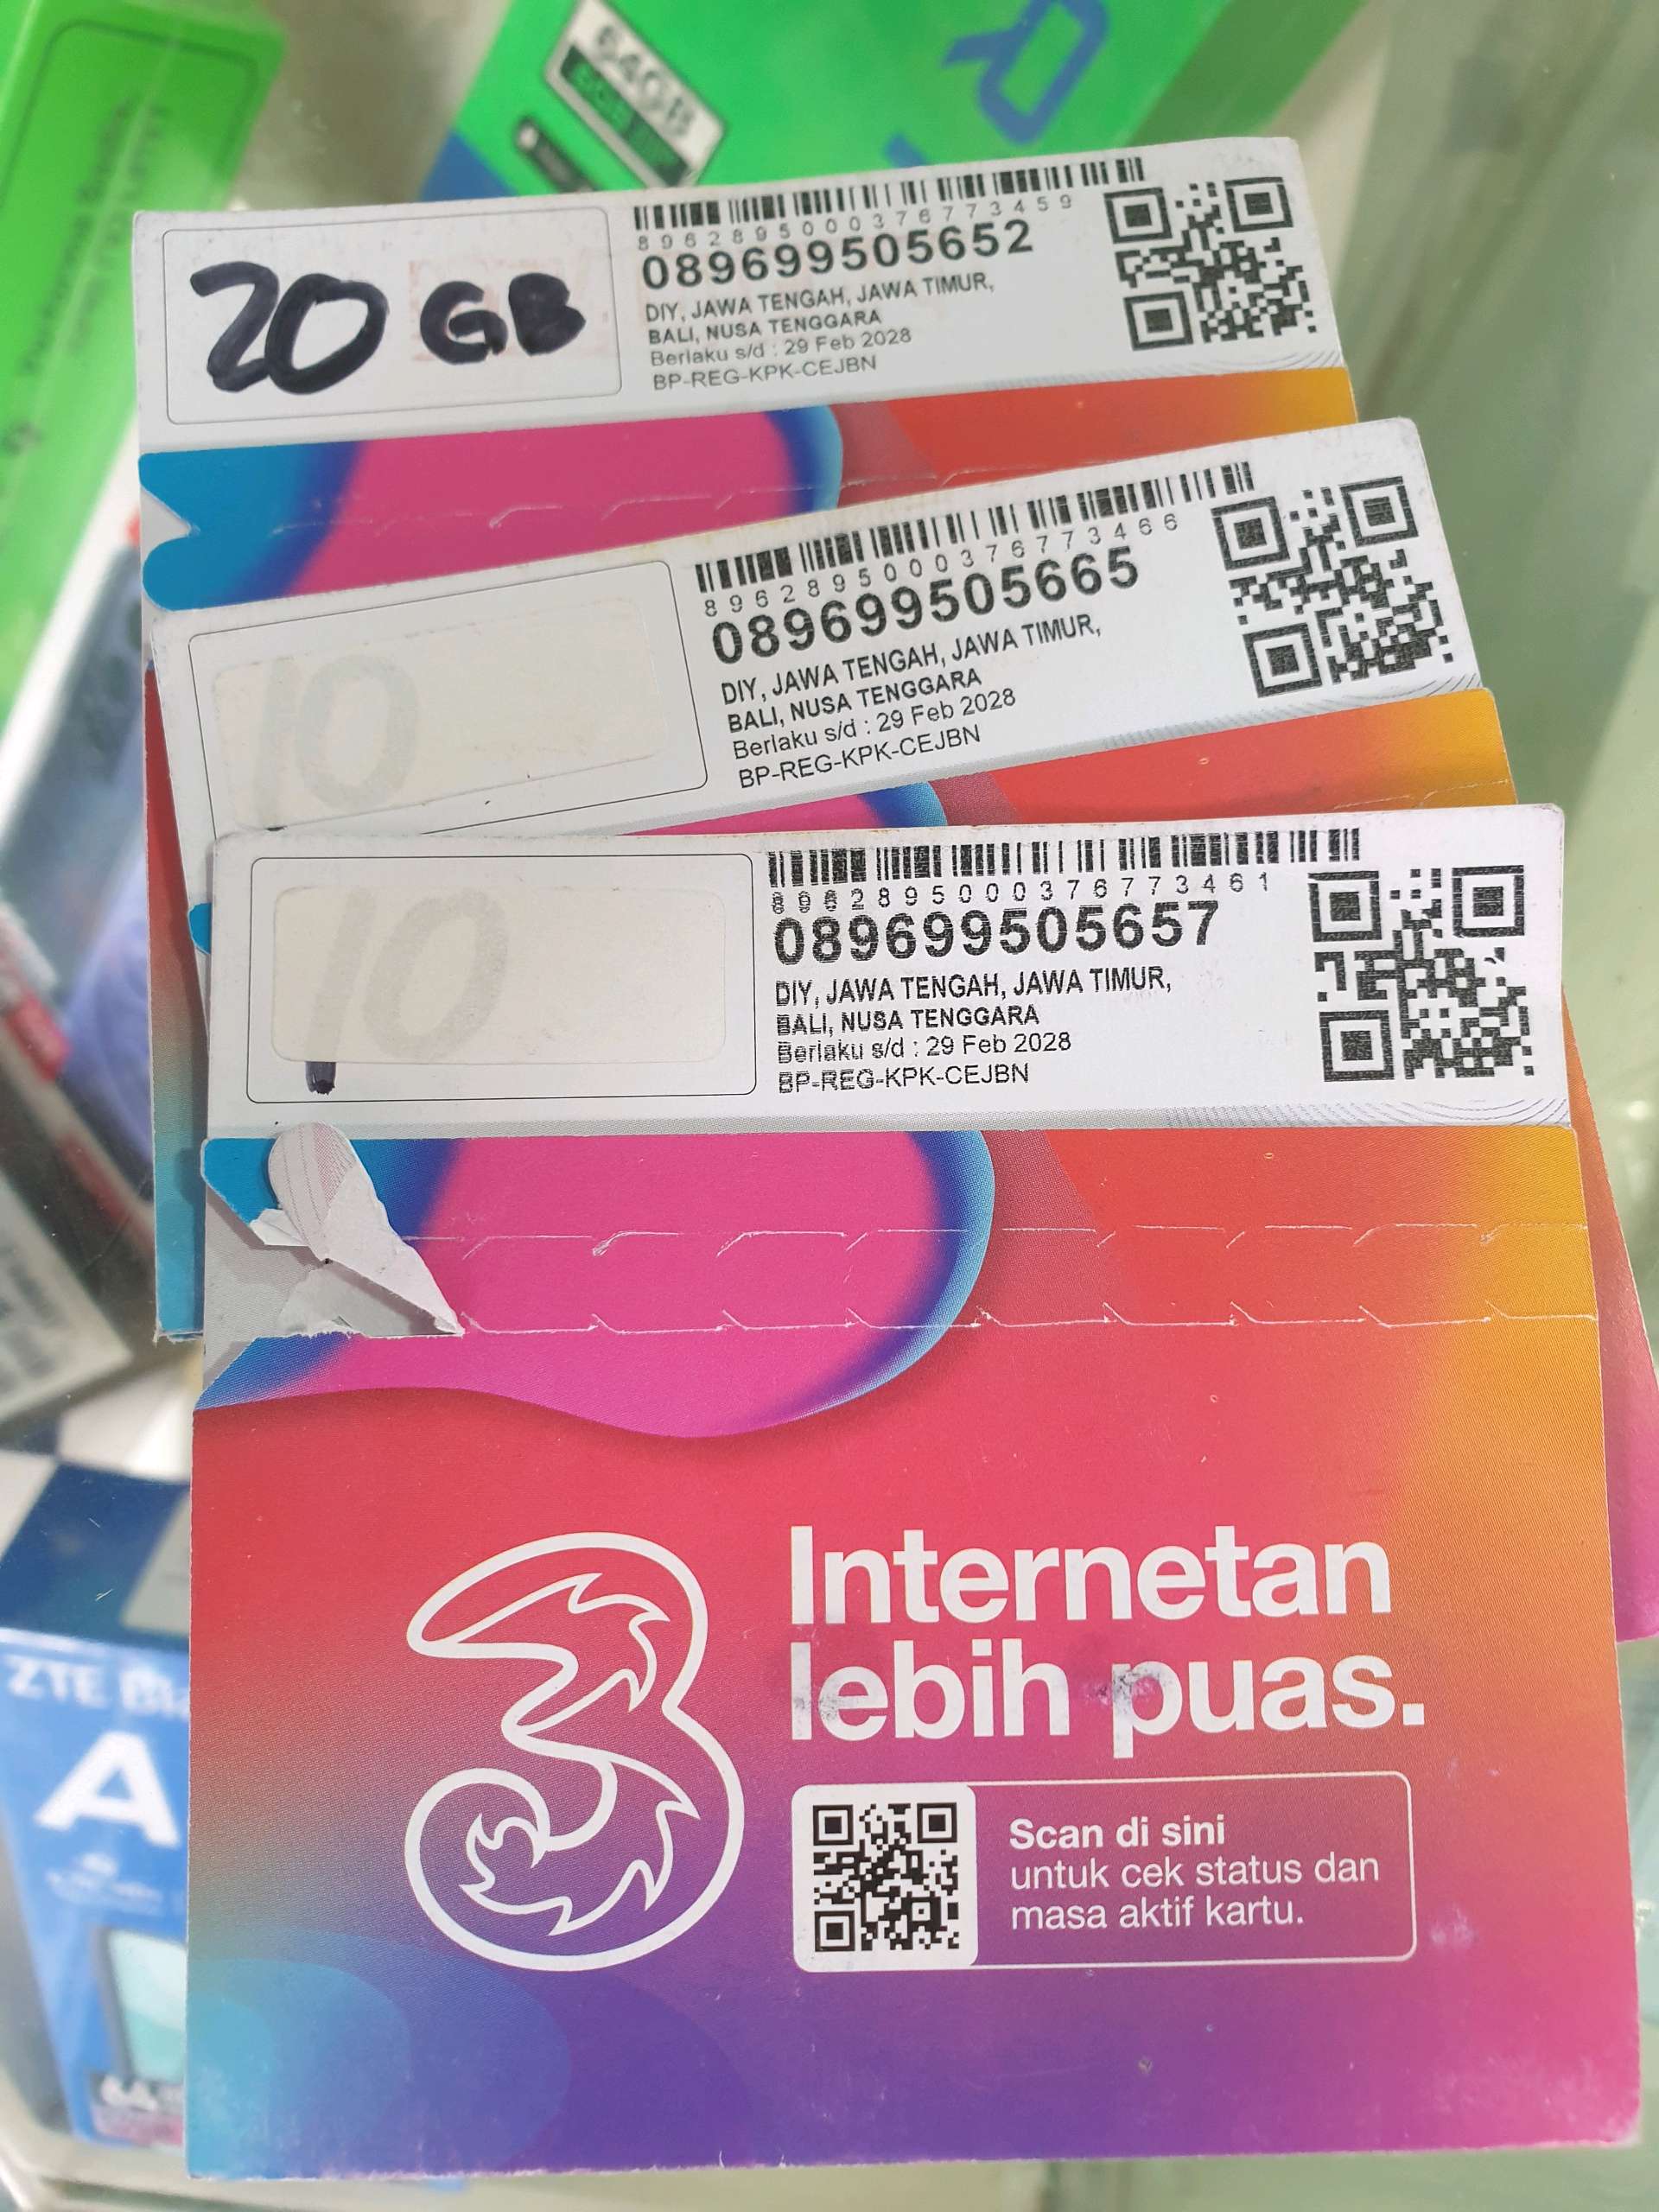 64GB
20 GB
8962895000376773459
089699505652
DIY, JAWA TENGAH, JAWA TIMUR,
BALI, NUSA TENGGARA
Berlaku s/d : 29 Feb 2028
BP-REG-KPK-CEJBN
10
8962895000376773466
089699505665
DIY, JAWA TENGAH, JAWA TIMUR,
BALI, NUSA TENGGARA
Berlaku s/d : 29 Feb 2028
BP-REG-KPK-CEJBN
10
8962895000376773461
089699505657
DIY, JAWA TENGAH, JAWA TIMUR,
BALI, NUSA TENGGARA
Berlaku s/d : 29 Feb 2028
BP-REG-KPK-CEJBN
3
Internetan
lebih puas.
Scan di sini
untuk cek status dan
masa aktif kartu.
ZTE
A